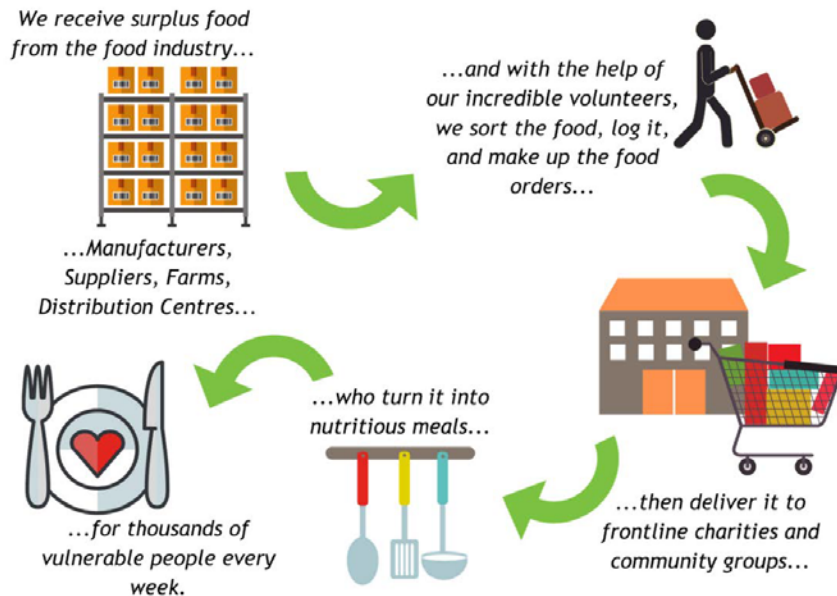 We receive surplus food
from the food industry...
...Manufacturers,
Suppliers, Farms,
Distribution Centres...
...and with the help of
our incredible volunteers,
we sort the food, log it,
and make up the food
orders...
...then deliver it to
frontline charities and
community groups...
...who turn it into
nutritious meals...
...for thousands of
vulnerable people every
week.